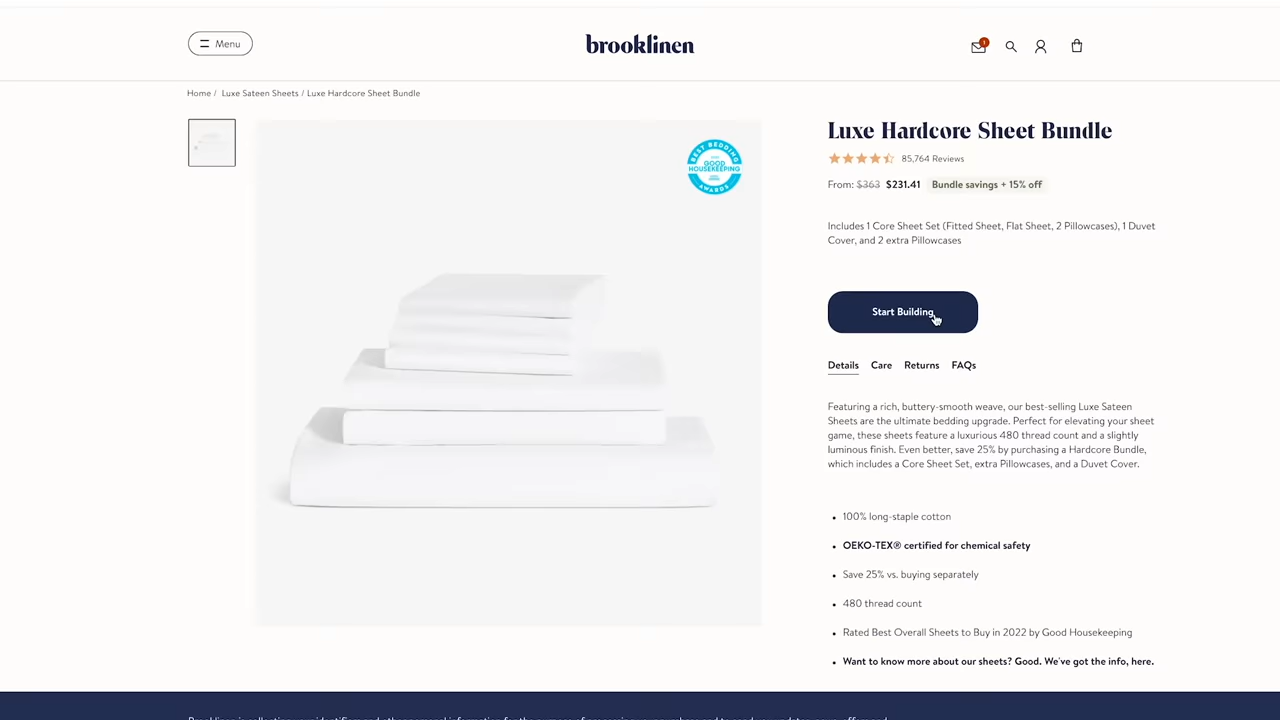 Menu
brooklinen
1
Home / Luxe Sateen Sheets / Luxe Hardcore Sheet Bundle
BEST BEDDING
GOOD
HOUSEKEEPING
AWARDS
Luxe Hardcore Sheet Bundle
85,764 Reviews
From: $363 $231.41 Bundle savings + 15% off
Includes 1 Core Sheet Set (Fitted Sheet, Flat Sheet, 2 Pillowcases), 1 Duvet
Cover, and 2 extra Pillowcases
Start Building
Details Care Returns FAQs
Featuring a rich, buttery-smooth weave, our best-selling Luxe Sateen
Sheets are the ultimate bedding upgrade. Perfect for elevating your sheet
game, these sheets feature a luxurious 480 thread count and a slightly
luminous finish. Even better, save 25% by purchasing a Hardcore Bundle,
which includes a Core Sheet Set, extra Pillowcases, and a Duvet Cover.
• 100% long-staple cotton
• OEKO-TEX® certified for chemical safety
• Save 25% vs. buying separately
• 480 thread count
• Rated Best Overall Sheets to Buy in 2022 by Good Housekeeping
• Want to know more about our sheets? Good. We've got the info, here.